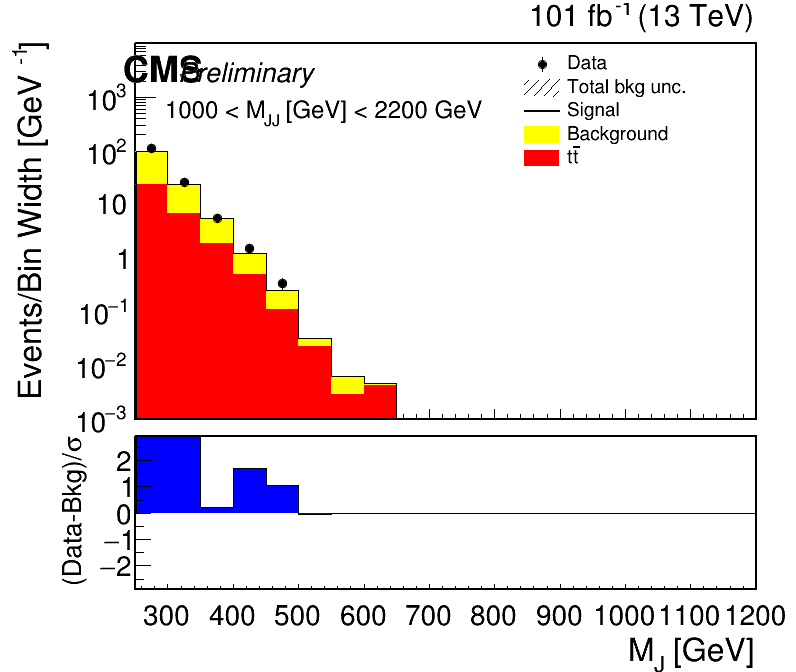 101 fb⁻¹ (13 TeV)
CMS Preliminary
1000 < M_JJ [GeV] < 2200 GeV
Data
Total bkg unc.
Signal
Background
tt̄
Events/Bin Width [GeV⁻¹]
10³
10²
10
1
10⁻¹
10⁻²
10⁻³
(Data-Bkg)/σ
2
1
0
−1
−2
300 400 500 600 700 800 900 1000 1100 1200
M_J [GeV]